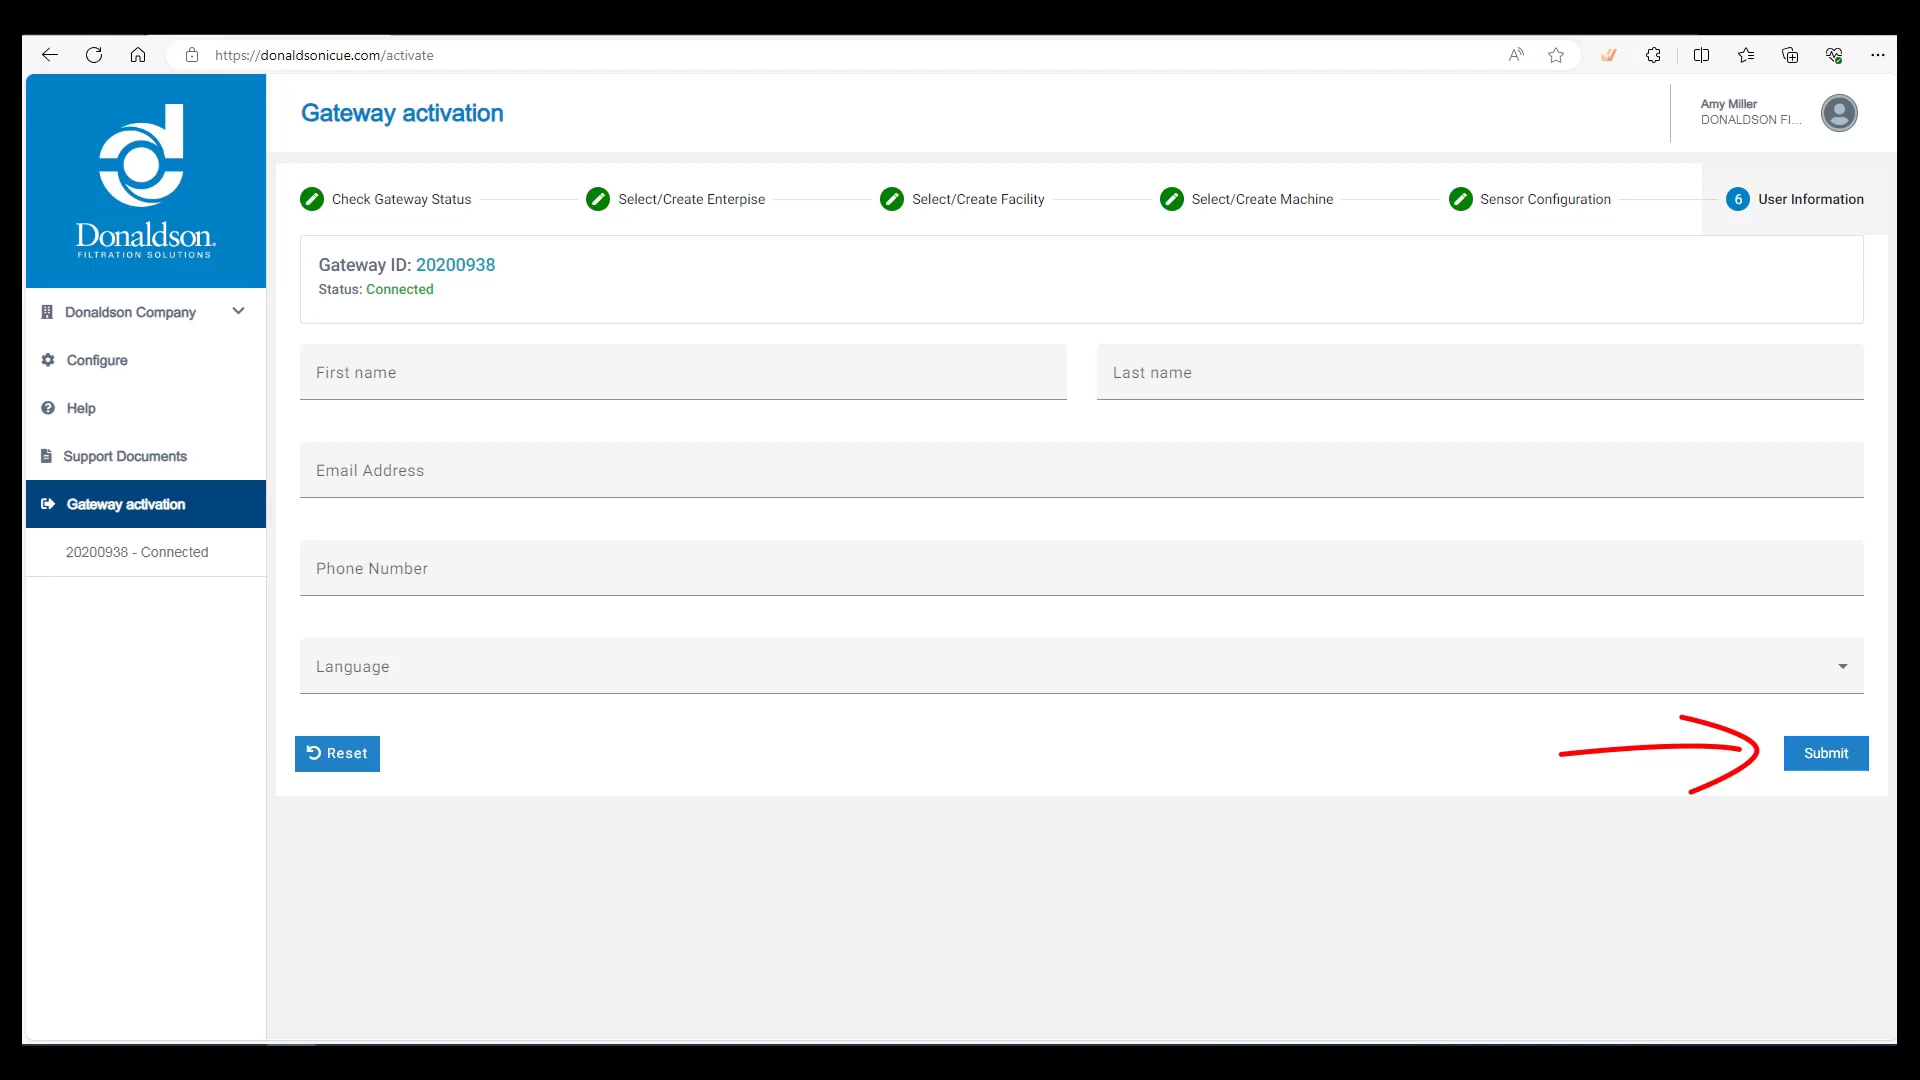 https://donaldsonicue.com/activate
Donaldson.
FILTRATION SOLUTIONS
Donaldson Company
Configure
Help
Support Documents
Gateway activation
20200938 - Connected
Gateway activation
Amy Miller
DONALDSON FI...
Check Gateway Status
Select/Create Enterpise
Select/Create Facility
Select/Create Machine
Sensor Configuration
6 User Information
Gateway ID: 20200938
Status: Connected
First name
Last name
Email Address
Phone Number
Language
Reset
Submit